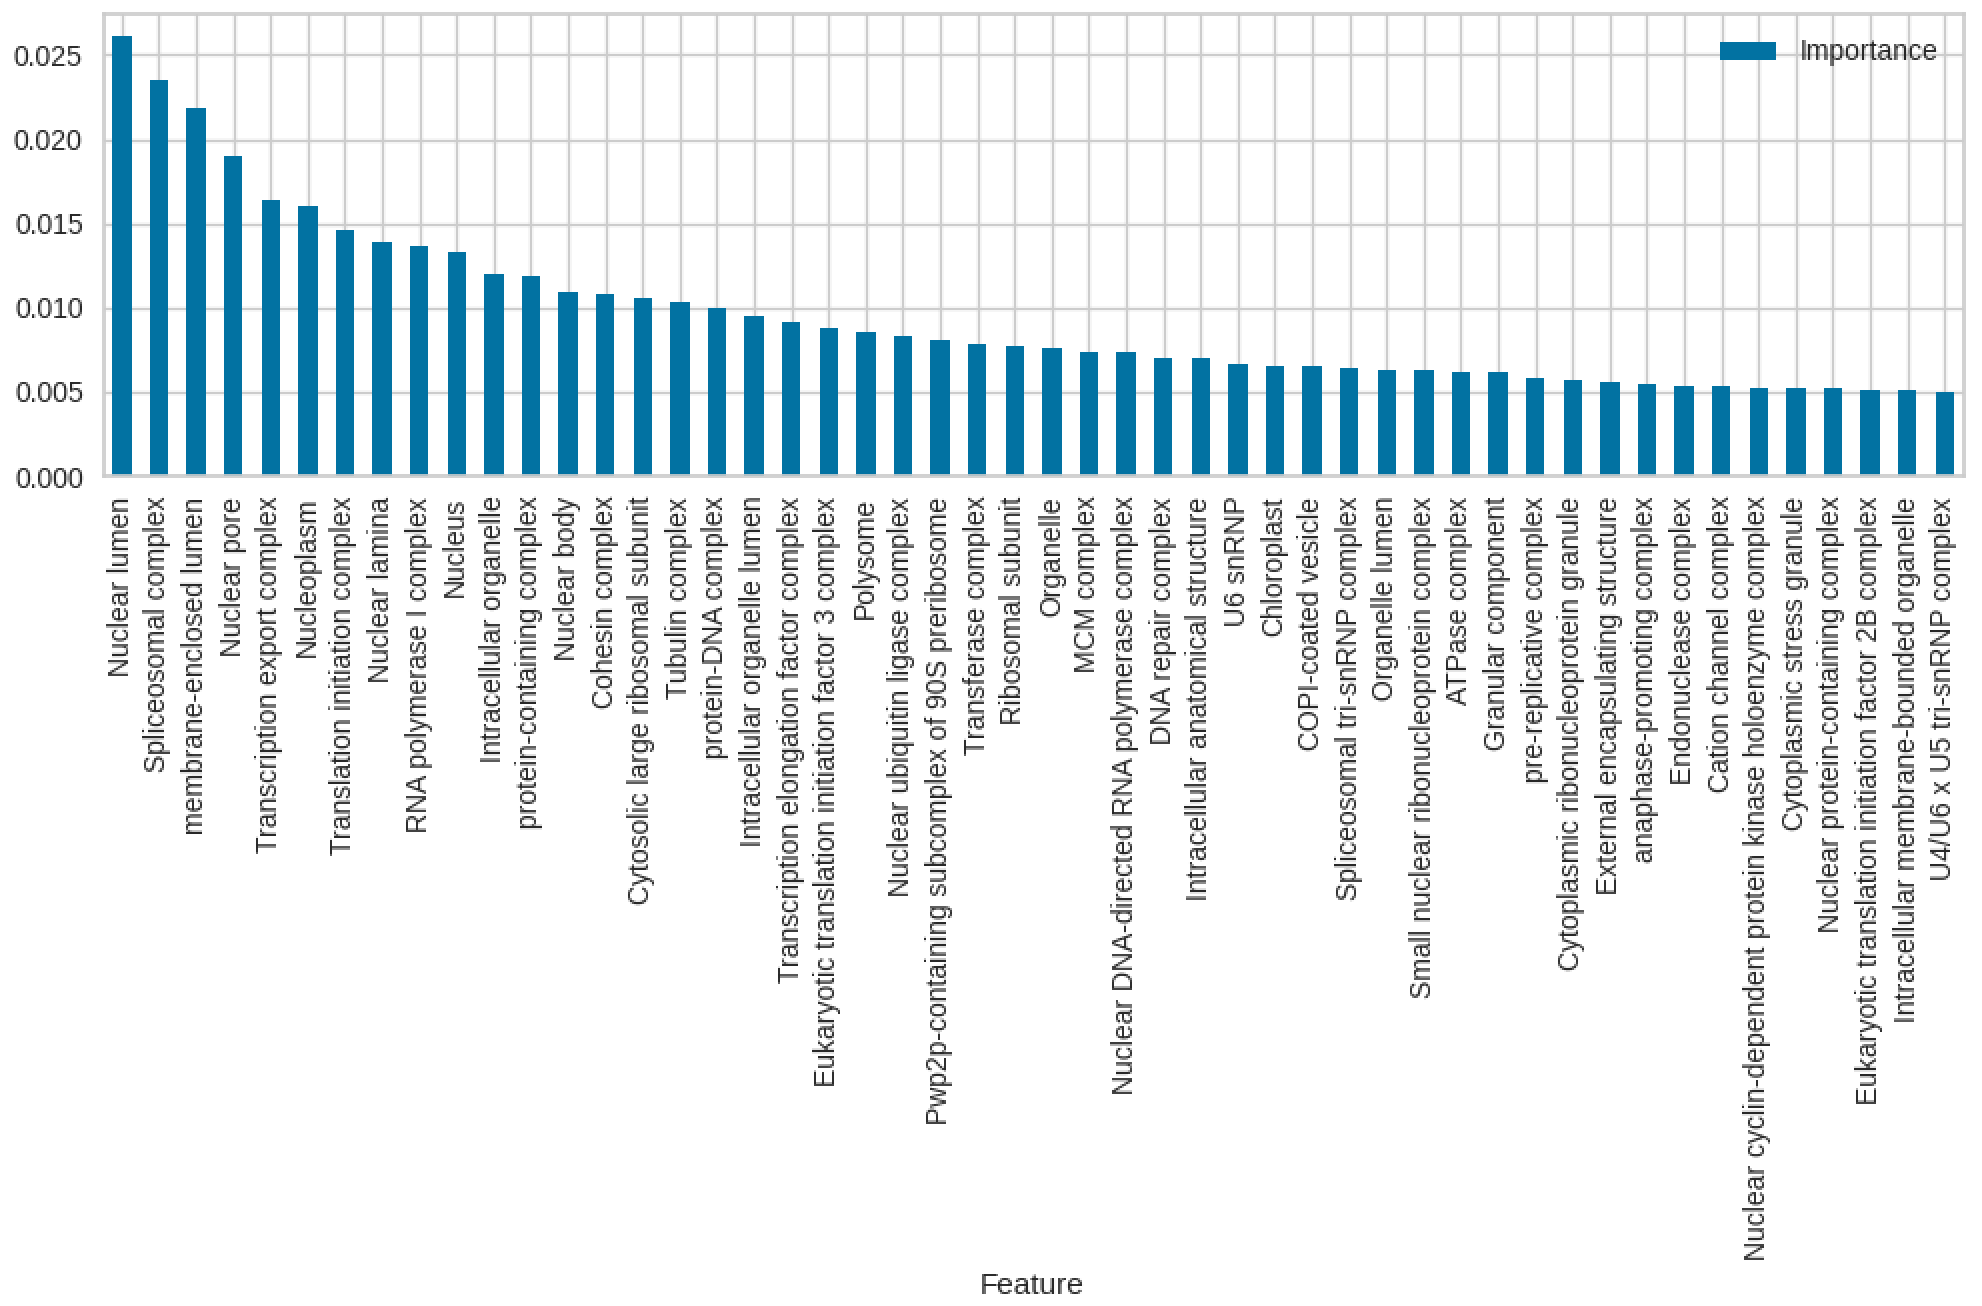 0.025
0.020
0.015
0.010
0.005
0.000
Importance
Nuclear lumen
Spliceosomal complex
membrane-enclosed lumen
Nuclear pore
Transcription export complex
Nucleoplasm
Translation initiation complex
Nuclear lamina
RNA polymerase I complex
Nucleus
Intracellular organelle
protein-containing complex
Nuclear body
Cohesin complex
Cytosolic large ribosomal subunit
Tubulin complex
protein-DNA complex
Intracellular organelle lumen
Transcription elongation factor complex
Eukaryotic translation initiation factor 3 complex
Polysome
Nuclear ubiquitin ligase complex
Pwp2p-containing subcomplex of 90S preribosome
Transferase complex
Ribosomal subunit
Organelle
MCM complex
Nuclear DNA-directed RNA polymerase complex
DNA repair complex
Intracellular anatomical structure
U6 snRNP
Chloroplast
COPI-coated vesicle
Spliceosomal tri-snRNP complex
Organelle lumen
Small nuclear ribonucleoprotein complex
ATPase complex
Granular component
pre-replicative complex
Cytoplasmic ribonucleoprotein granule
External encapsulating structure
anaphase-promoting complex
Endonuclease complex
Cation channel complex
Nuclear cyclin-dependent protein kinase holoenzyme complex
Cytoplasmic stress granule
Nuclear protein-containing complex
Eukaryotic translation initiation factor 2B complex
Intracellular membrane-bounded organelle
U4/U6 x U5 tri-snRNP complex
Feature